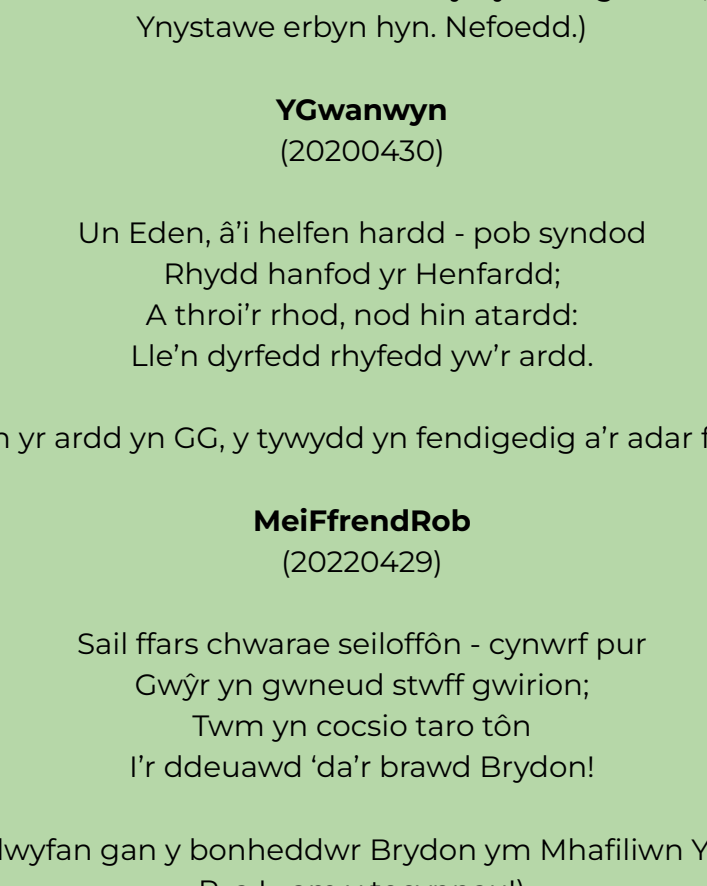 Ynystawe erbyn hyn. Nefoedd.)
YGwanwyn
(20200430)
Un Eden, â’i helfen hardd - pob syndod
Rhydd hanfod yr Henfardd;
A throi’r rhod, nod hin atardd:
Lle’n dyrfedd rhyfedd yw’r ardd.
yr ardd yn GG, y tywydd yn fendigedig a’r adar
MeiFfrendRob
(20220429)
Sail ffars chwarae seiloffôn - cynwrf pur
Gwŷr yn gwneud stwff gwirion;
Twm yn cocsio taro tôn
I’r ddeuawd ‘da’r brawd Brydon!
gan y bonheddwr Brydon ym Mhafiliwn